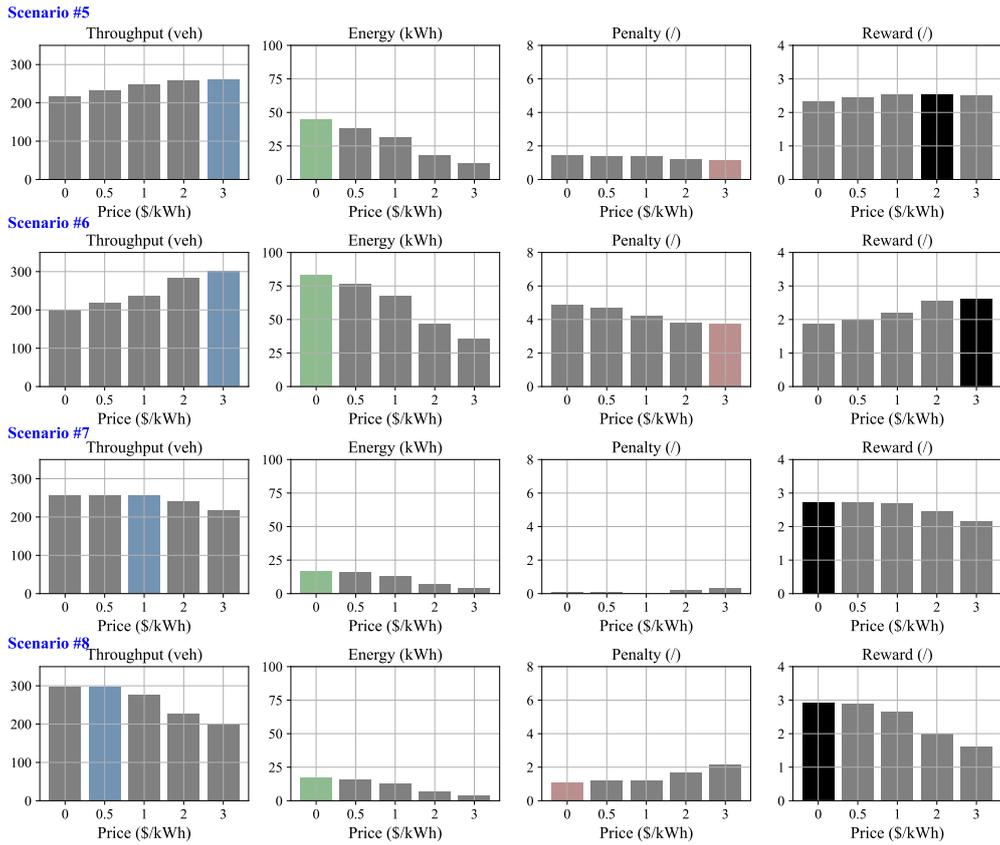 Scenario #5
Throughput (veh) Energy (kWh) Penalty (/) Reward (/)
300 100 8 4
75 6 3
200 50 4 2
100 25 2 1
0 0 0 0
0 0.5 1 2 3 0 0.5 1 2 3 0 0.5 1 2 3 0 0.5 1 2 3
Price ($/kWh) Price ($/kWh) Price ($/kWh) Price ($/kWh)
Scenario #6
Throughput (veh) Energy (kWh) Penalty (/) Reward (/)
300 100 8 4
75 6 3
200 50 4 2
100 25 2 1
0 0 0 0
0 0.5 1 2 3 0 0.5 1 2 3 0 0.5 1 2 3 0 0.5 1 2 3
Price ($/kWh) Price ($/kWh) Price ($/kWh) Price ($/kWh)
Scenario #7
Throughput (veh) Energy (kWh) Penalty (/) Reward (/)
300 100 8 4
75 6 3
200 50 4 2
100 25 2 1
0 0 0 0
0 0.5 1 2 3 0 0.5 1 2 3 0 0.5 1 2 3 0 0.5 1 2 3
Price ($/kWh) Price ($/kWh) Price ($/kWh) Price ($/kWh)
Scenario #8
Throughput (veh) Energy (kWh) Penalty (/) Reward (/)
300 100 8 4
75 6 3
200 50 4 2
100 25 2 1
0 0 0 0
0 0.5 1 2 3 0 0.5 1 2 3 0 0.5 1 2 3 0 0.5 1 2 3
Price ($/kWh) Price ($/kWh) Price ($/kWh) Price ($/kWh)